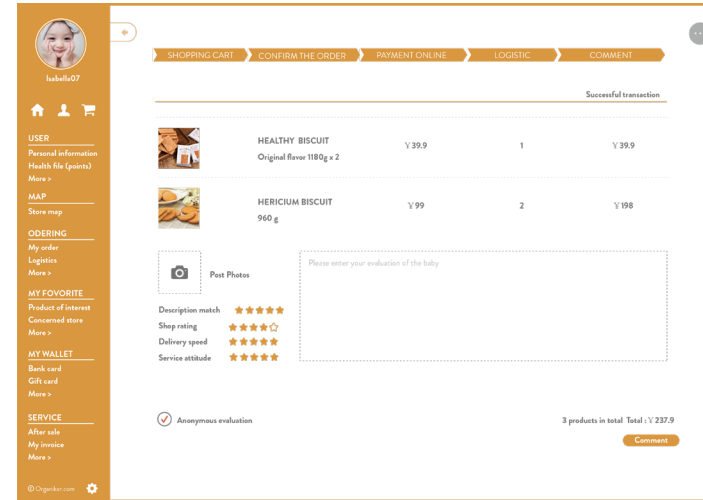 Isabella07
USER
Personal information
Health file (points)
More >
MAP
Store map
ODERING
My order
Logistics
More >
MY FOVORITE
Product of interest
Concerned store
More >
MY WALLET
Bank card
Gift card
More >
SERVICE
After sale
My invoice
More >
© Organiker.com
SHOPPING CART CONFIRM THE ORDER PAYMENT ONLINE LOGISTIC COMMENT
Successful transaction
HEALTHY BISCUIT ¥39.9 1 ¥39.9
Original flavor 1180g x 2
HERICIUM BISCUIT ¥99 2 ¥198
960 g
Post Photos
Please enter your evaluation of the baby
Description match
Shop rating
Delivery speed
Service attitude
Anonymous evaluation
3 products in total Total : ¥ 237.9
Comment